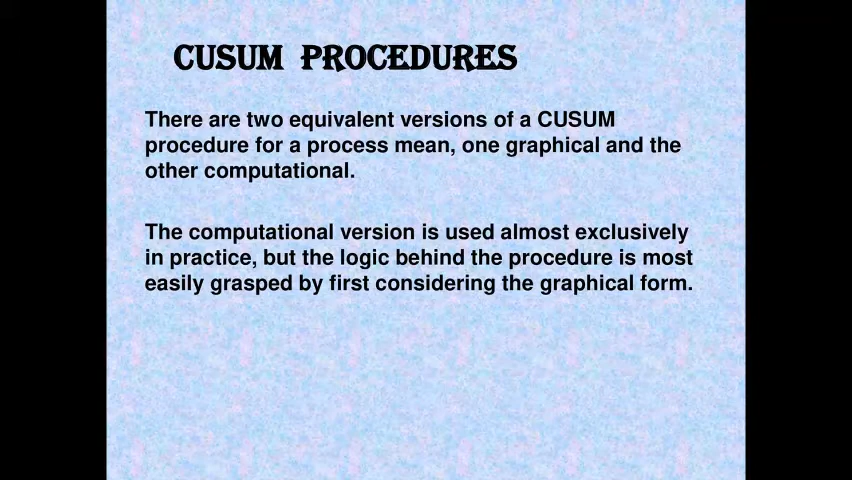 CUSUM PROCEDURES
There are two equivalent versions of a CUSUM
procedure for a process mean, one graphical and the
other computational.
The computational version is used almost exclusively
in practice, but the logic behind the procedure is most
easily grasped by first considering the graphical form.